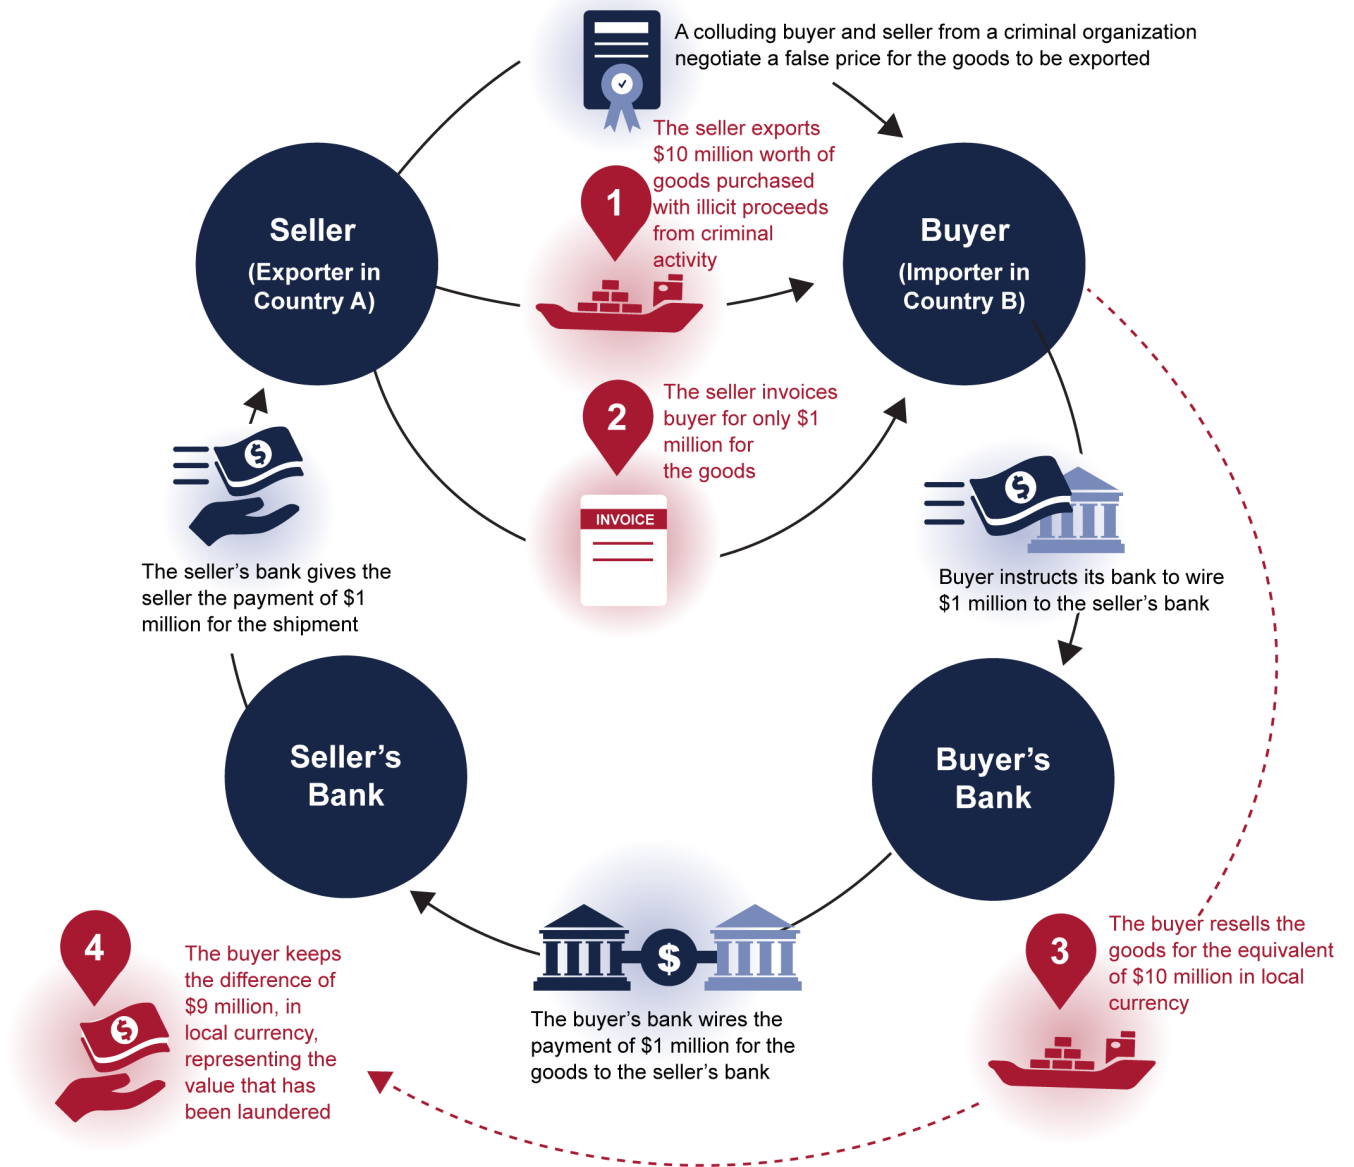 A colluding buyer and seller from a criminal organization
negotiate a false price for the goods to be exported
The seller exports
$10 million worth of
goods purchased
with illicit proceeds
from criminal
activity
1
Seller
(Exporter in
Country A)
Buyer
(Importer in
Country B)
2
The seller invoices
buyer for only $1
million for
the goods
INVOICE
$
The seller’s bank gives the
seller the payment of $1
million for the shipment
$
Buyer instructs its bank to wire
$1 million to the seller’s bank
Seller’s
Bank
Buyer’s
Bank
$
The buyer’s bank wires the
payment of $1 million for the
goods to the seller’s bank
3
The buyer resells the
goods for the equivalent
of $10 million in local
currency
4
$
The buyer keeps
the difference of
$9 million, in
local currency,
representing the
value that has
been laundered